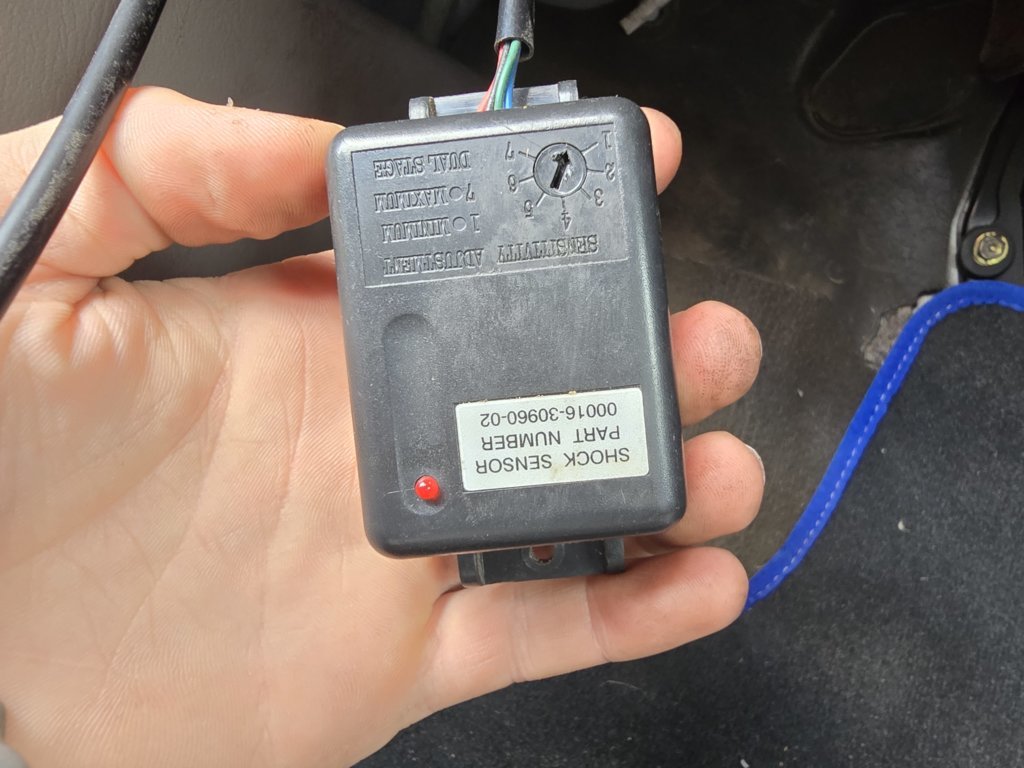 SENSITIVITY ADJUSTMENT
1 MINIMUM
7 MAXIMUM
DUAL STAGE
4
3 5
2 6
1 7
SHOCK SENSOR
PART NUMBER
00016-30960-02